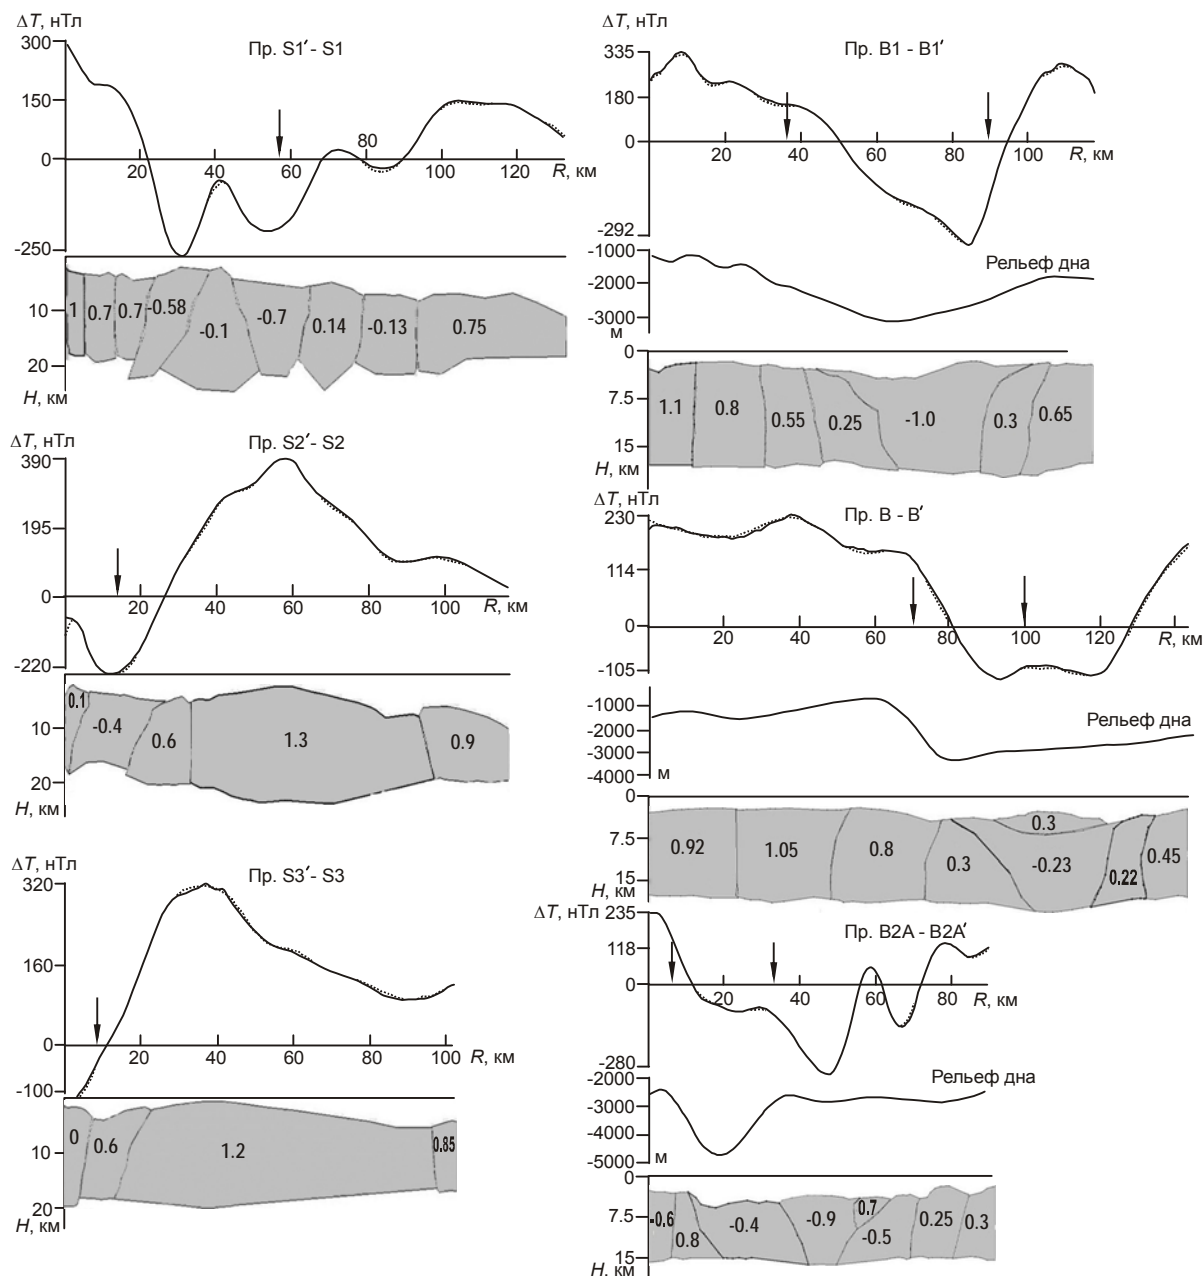 ΔT, нТл
Пр. S1′ - S1
300
150
0
-250
20 40 60 80 100 120 R, км
1 0.7 0.7 -0.58 -0.1 -0.7 0.14 -0.13 0.75
10
20
H, км
ΔT, нТл
Пр. S2′ - S2
390
195
0
-220
20 40 60 80 100 R, км
0.1 -0.4 0.6 1.3 0.9
10
20
H, км
Пр. S3′ - S3
ΔT, нТл
320
160
0
-100
20 40 60 80 100 R, км
0 0.6 1.2 0.85
10
20
H, км
ΔT, нТл
Пр. B1 - B1′
335
180
0
-292
20 40 60 80 100 R, км
-1000
Рельеф дна
-2000
-3000
м
0
7.5
15
H, км
1.1 0.8 0.55 0.25 -1.0 0.3 0.65
ΔT, нТл
Пр. B - B′
230
114
0
-105
20 40 60 80 100 120 R, км
-1000
Рельеф дна
-2000
-3000
-4000 м
0
7.5
15
H, км
0.92 1.05 0.8 0.3 0.3 -0.23 0.22 0.45
ΔT, нТл
Пр. B2A - B2A′
235
118
0
-280
20 40 60 80 R, км
Рельеф дна
-2000
-3000
-4000
-5000 м
0
7.5
15
H, км
-0.6 0.8 -0.4 -0.9 0.7 -0.5 0.25 0.3